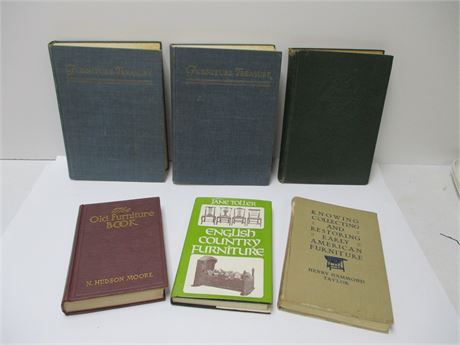 FURNITURE TREASURY
FURNITURE TREASURY
The
Old Furniture
BOOK
N. HUDSON MOORE
JANE TOLLER
ENGLISH
COUNTRY
FURNITURE
KNOWING
COLLECTING
AND
RESTORING
EARLY
AMERICAN
FURNITURE
HENRY HAMMOND
TAYLOR